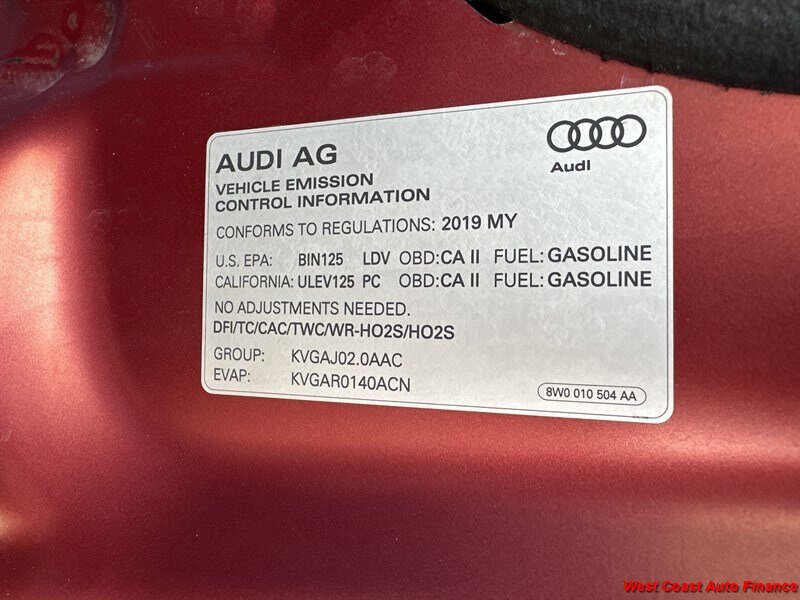 AUDI AG
Audi
VEHICLE EMISSION
CONTROL INFORMATION
CONFORMS TO REGULATIONS: 2019 MY
U.S. EPA: BIN125 LDV OBD:CA II FUEL: GASOLINE
CALIFORNIA: ULEV125 PC OBD:CA II FUEL: GASOLINE
NO ADJUSTMENTS NEEDED.
DFI/TC/CAC/TWC/WR-HO2S/HO2S
GROUP: KVGAJ02.0AAC
EVAP: KVGAR0140ACN
8W0 010 504 AA
West Coast Auto Finance